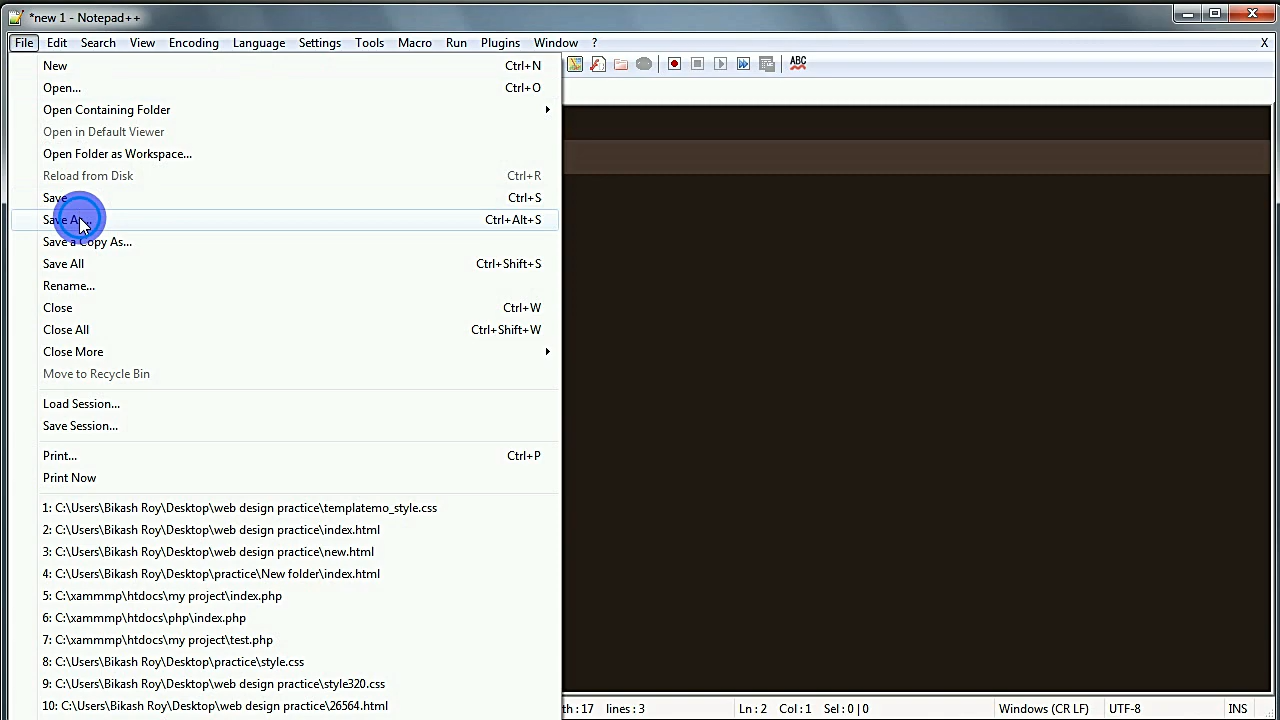 *new 1 - Notepad++
File Edit Search View Encoding Language Settings Tools Macro Run Plugins Window ? X
New Ctrl+N
Open... Ctrl+O
Open Containing Folder
Open in Default Viewer
Open Folder as Workspace...
Reload from Disk Ctrl+R
Save Ctrl+S
Save As... Ctrl+Alt+S
Save a Copy As...
Save All Ctrl+Shift+S
Rename...
Close Ctrl+W
Close All Ctrl+Shift+W
Close More
Move to Recycle Bin
Load Session...
Save Session...
Print... Ctrl+P
Print Now
1: C:\Users\Bikash Roy\Desktop\web design practice\templatemo_style.css
2: C:\Users\Bikash Roy\Desktop\web design practice\index.html
3: C:\Users\Bikash Roy\Desktop\web design practice\new.html
4: C:\Users\Bikash Roy\Desktop\practice\New folder\index.html
5: C:\xammmp\htdocs\my project\index.php
6: C:\xammmp\htdocs\php\index.php
7: C:\xammmp\htdocs\my project\test.php
8: C:\Users\Bikash Roy\Desktop\practice\style.css
9: C:\Users\Bikash Roy\Desktop\web design practice\style320.css
10: C:\Users\Bikash Roy\Desktop\web design practice\26564.html
ABC
th : 17 lines : 3 Ln : 2 Col : 1 Sel : 0 | 0 Windows (CR LF) UTF-8 INS